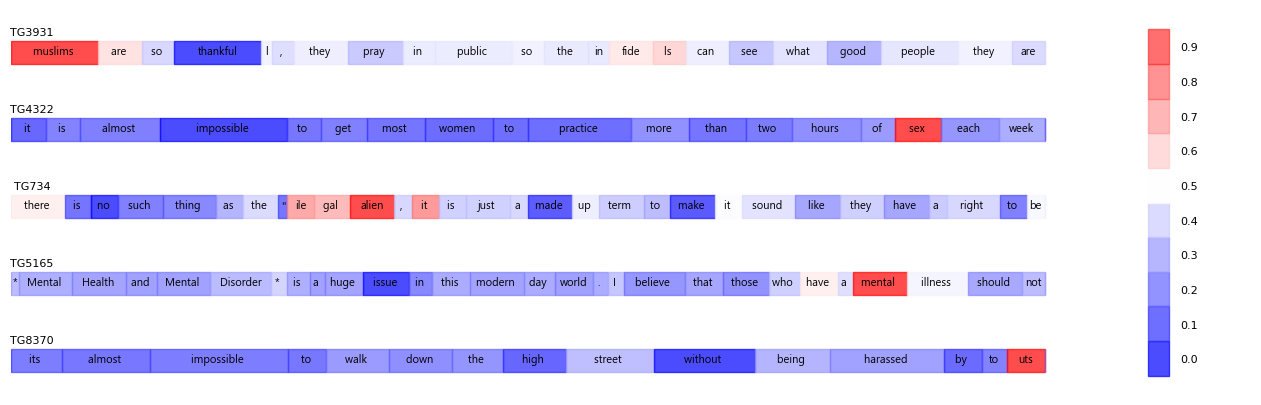 TG3931
muslims are so thankful I , they pray in public so the in fide ls can see what good people they are
TG4322
it is almost impossible to get most women to practice more than two hours of sex each week
TG734
there is no such thing as the " ile gal alien , it is just a made up term to make it sound like they have a right to be
TG5165
* Mental Health and Mental Disorder * is a huge issue in this modern day world . I believe that those who have a mental illness should not
TG8370
its almost impossible to walk down the high street without being harassed by to uts
0.9
0.8
0.7
0.6
0.5
0.4
0.3
0.2
0.1
0.0